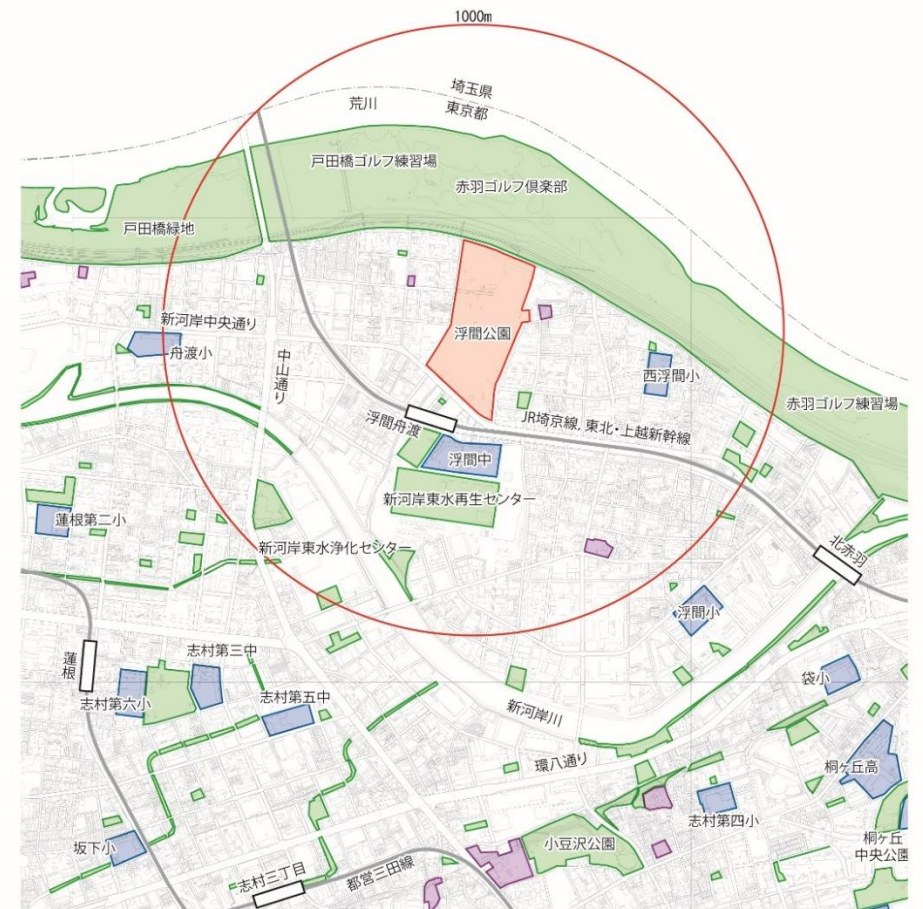 1000m
埼玉県
荒川
東京都
戸田橋ゴルフ練習場
赤羽ゴルフ倶楽部
戸田橋緑地
新河岸中央通り
浮間公園
舟渡小
中山通り
西浮間小
赤羽ゴルフ練習場
浮間舟渡
JR埼京線，東北・上越新幹線
浮間中
新河岸東水再生センター
蓮根第二小
新河岸東水浄化センター
北赤羽
浮間小
志村第三中
蓮根
志村第六小
志村第五中
袋小
新河岸川
環八通り
桐ヶ丘高
志村第四小
坂下小
小豆沢公園
桐ヶ丘
中央公園
志村三丁目
都営三田線